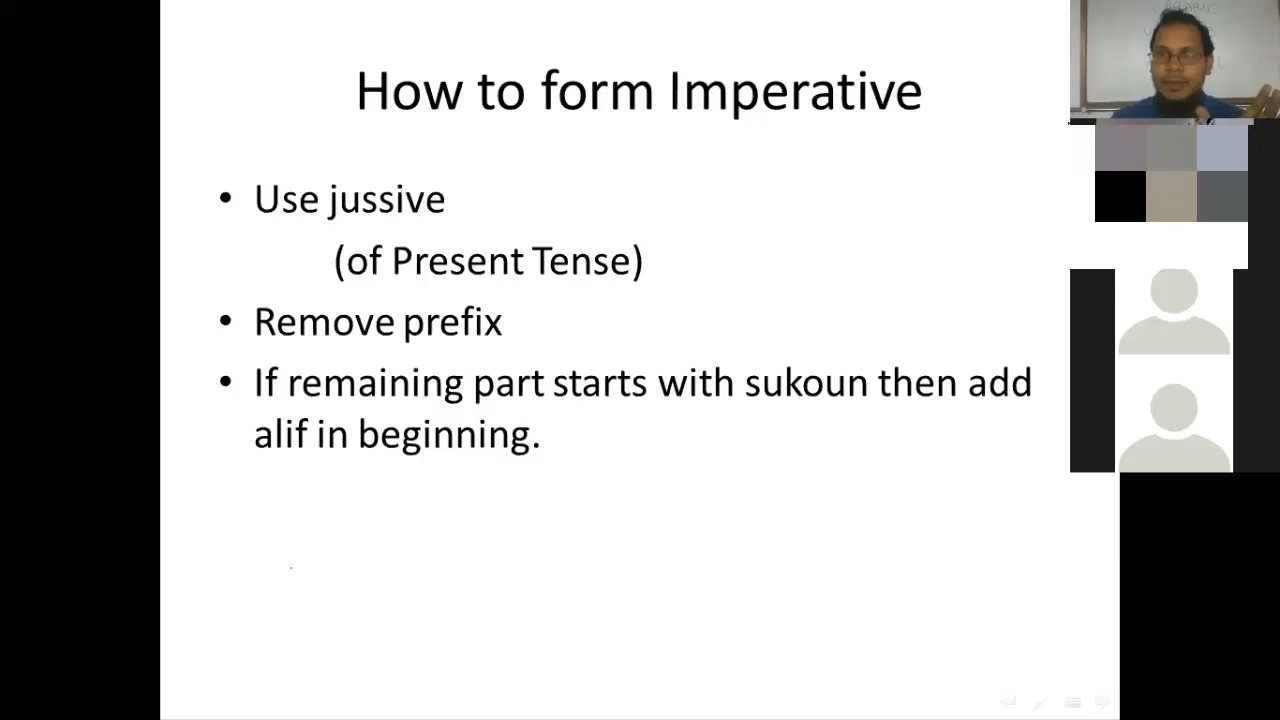 How to form Imperative
• Use jussive
(of Present Tense)
• Remove prefix
• If remaining part starts with sukoun then add
alif in beginning.